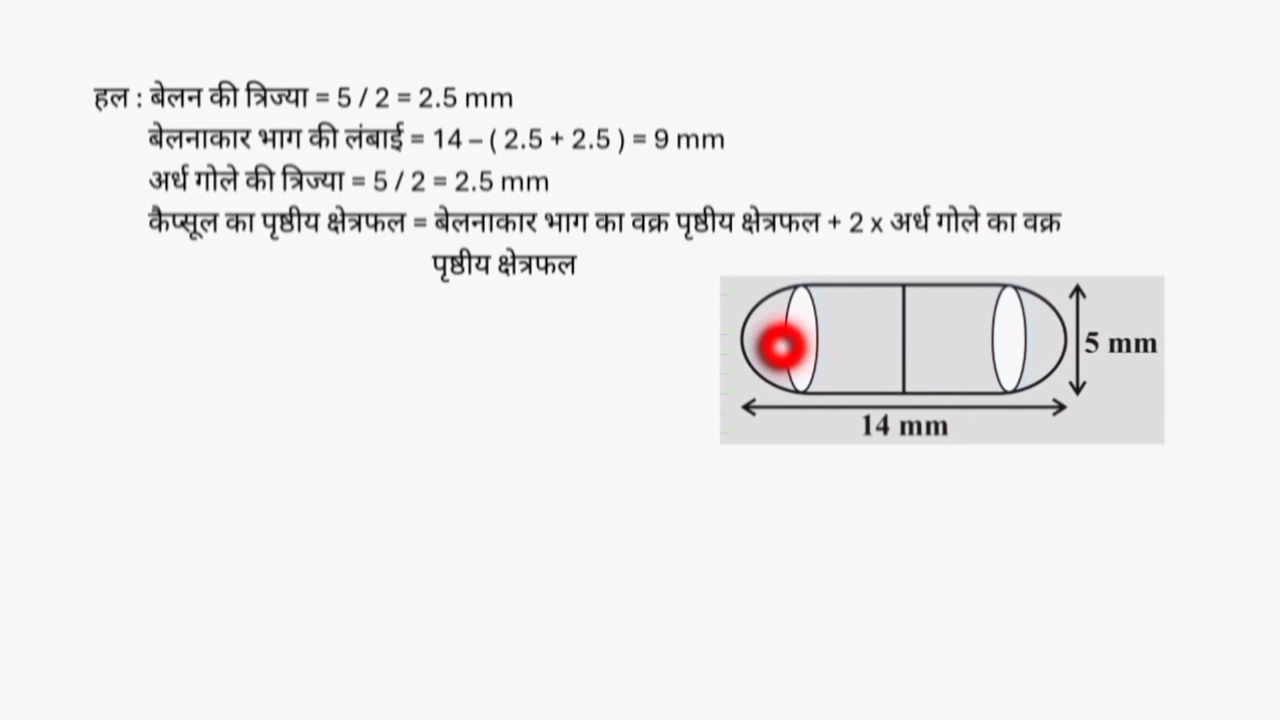 हल : बेलन की त्रिज्या = 5 / 2 = 2.5 mm
बेलनाकार भाग की लंबाई = 14 – ( 2.5 + 2.5 ) = 9 mm
अर्ध गोले की त्रिज्या = 5 / 2 = 2.5 mm
कैप्सूल का पृष्ठीय क्षेत्रफल = बेलनाकार भाग का वक्र पृष्ठीय क्षेत्रफल + 2 x अर्ध गोले का वक्र
पृष्ठीय क्षेत्रफल
5 mm
14 mm